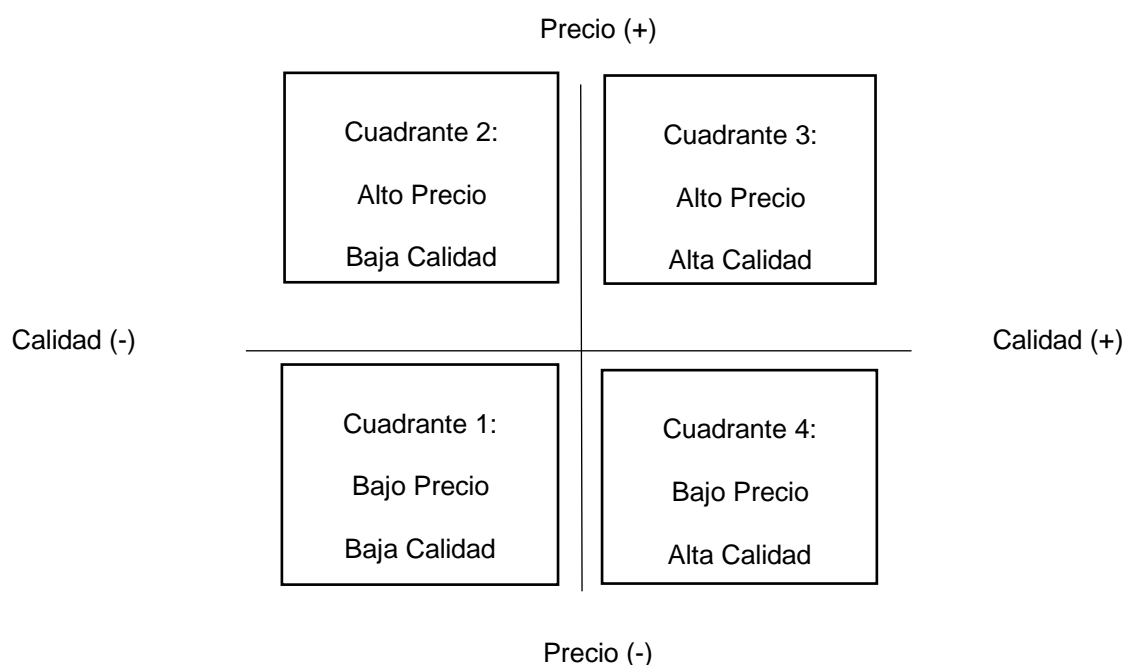 Precio (+)
Cuadrante 2:
Alto Precio
Baja Calidad
Cuadrante 3:
Alto Precio
Alta Calidad
Calidad (-)
Calidad (+)
Cuadrante 1:
Bajo Precio
Baja Calidad
Cuadrante 4:
Bajo Precio
Alta Calidad
Precio (-)